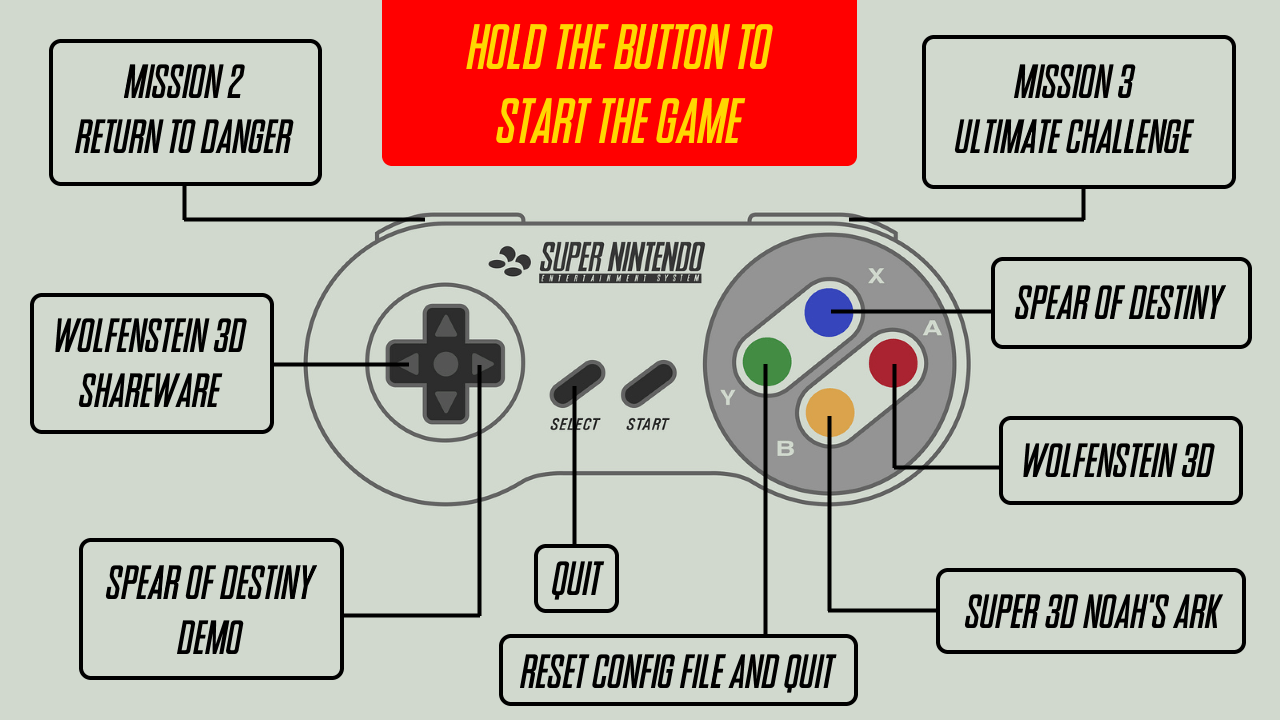 HOLD THE BUTTON TO
START THE GAME
MISSION 2
RETURN TO DANGER
MISSION 3
ULTIMATE CHALLENGE
SUPER NINTENDO
ENTERTAINMENT SYSTEM
X
SPEAR OF DESTINY
WOLFENSTEIN 3D
SHAREWARE
A
Y
SELECT
START
B
WOLFENSTEIN 3D
SPEAR OF DESTINY
DEMO
QUIT
SUPER 3D NOAH'S ARK
RESET CONFIG FILE AND QUIT